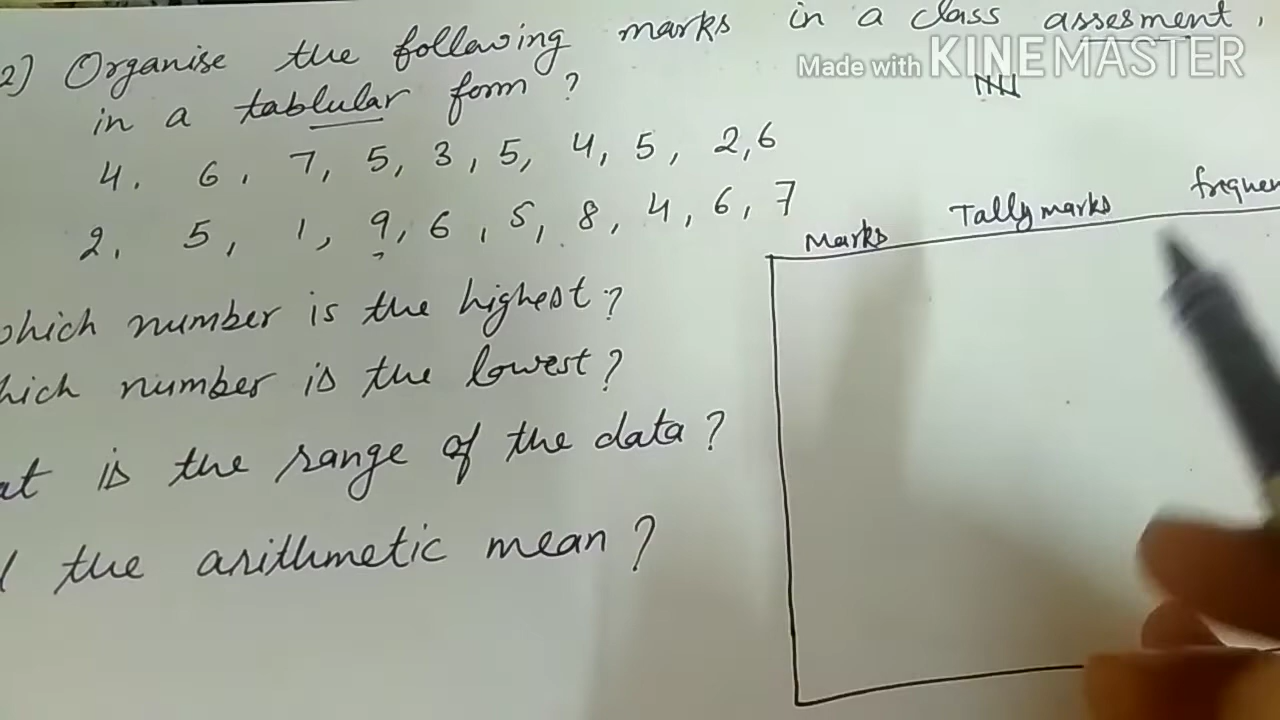 2) Organise the following marks in a class assesment,
in a tablular form ?
Made with KINEMASTER
4, 6, 7, 5, 3, 5, 4, 5, 2, 6
2, 5, 1, 9, 6, 5, 8, 4, 6, 7
Marks Tally marks frequen
which number is the highest?
hich number is the lowest?
at is the range of the data?
the arithmetic mean?